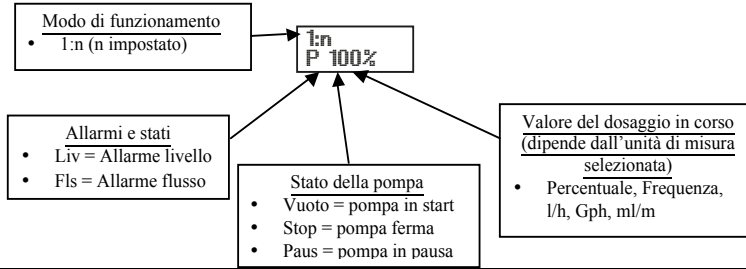 Modo di funzionamento
• 1:n (n impostato)
1:n
P 100%
Allarmi e stati
• Liv = Allarme livello
• Fls = Allarme flusso
Stato della pompa
• Vuoto = pompa in start
• Stop = pompa ferma
• Paus = pompa in pausa
Valore del dosaggio in corso
(dipende dall'unità di misura
selezionata)
• Percentuale, Frequenza,
l/h, Gph, ml/m